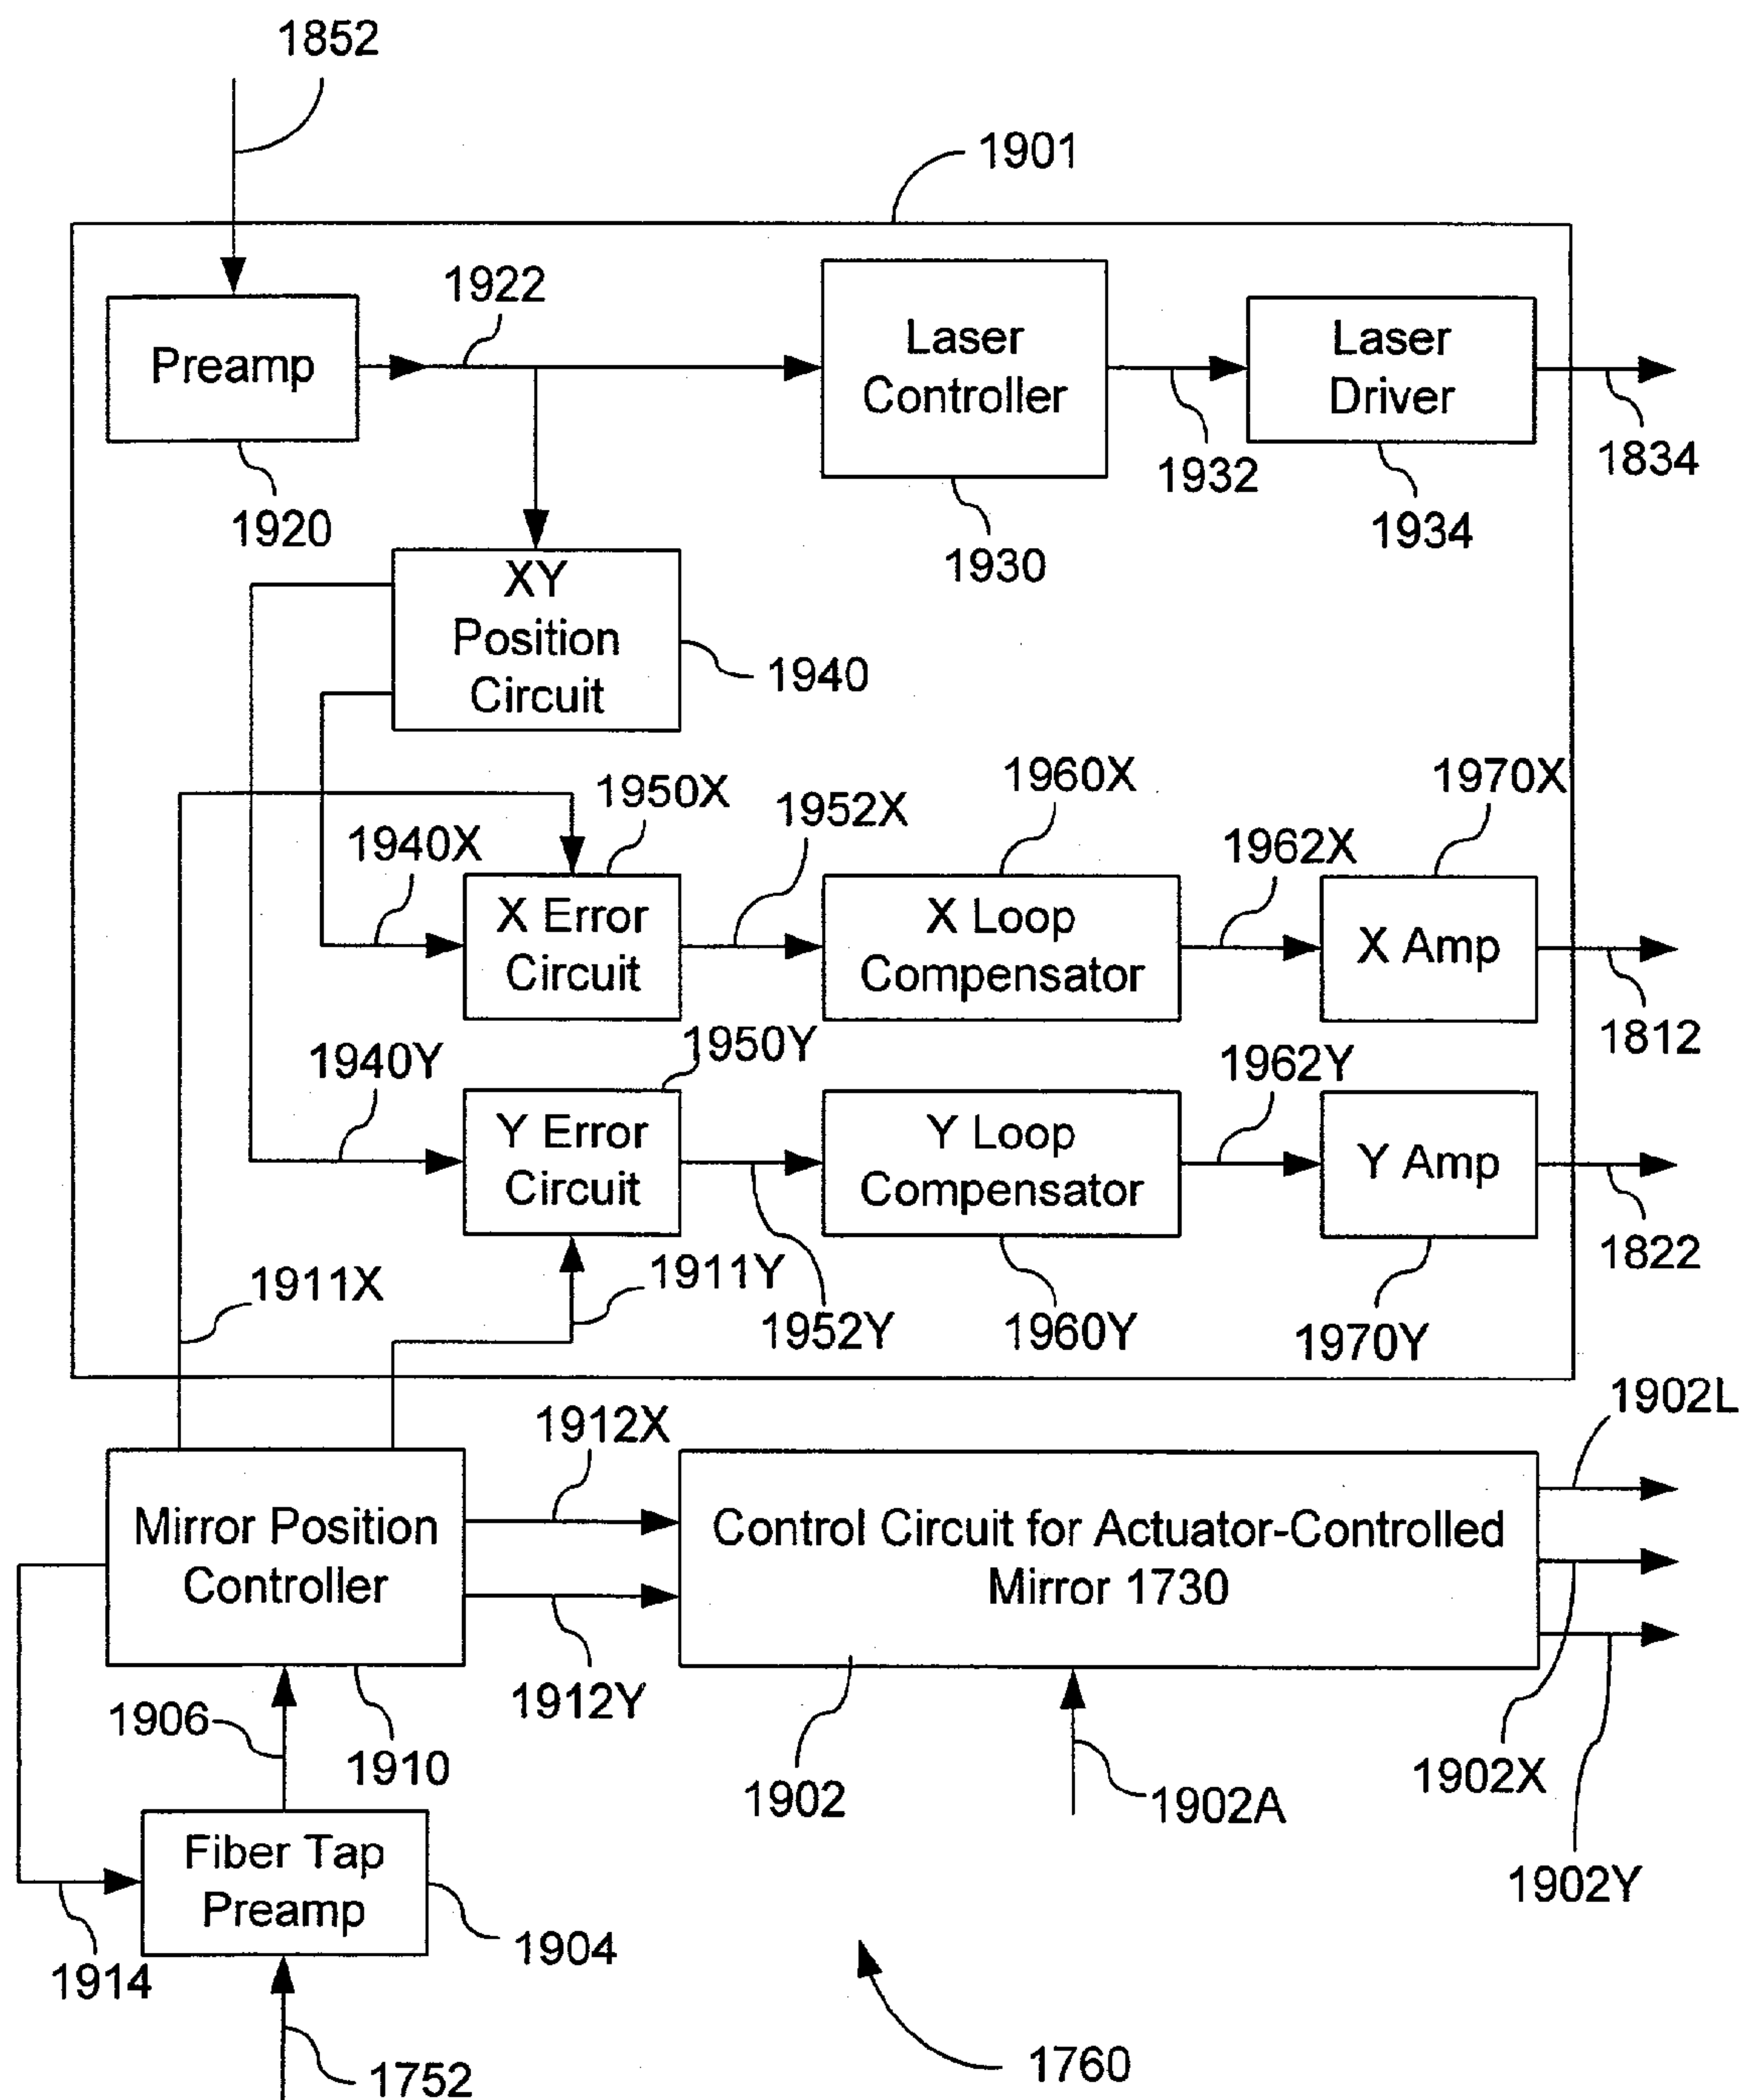 1852
1901
1922
Preamp
Laser
Controller
Laser
Driver
1932
1834
1920
1930
1934
XY
Position
Circuit
1940
1950X
1952X
1960X
1970X
1940X
1962X
X Error
Circuit
X Loop
Compensator
X Amp
1812
1940Y
1950Y
1962Y
Y Error
Circuit
Y Loop
Compensator
Y Amp
1911X
1911Y
1952Y
1960Y
1970Y
1822
1902L
1912X
Mirror Position
Controller
Control Circuit for Actuator-Controlled
Mirror 1730
1912Y
1906
1910
1902
1902A
1902X
1902Y
Fiber Tap
Preamp
1904
1914
1752
1760